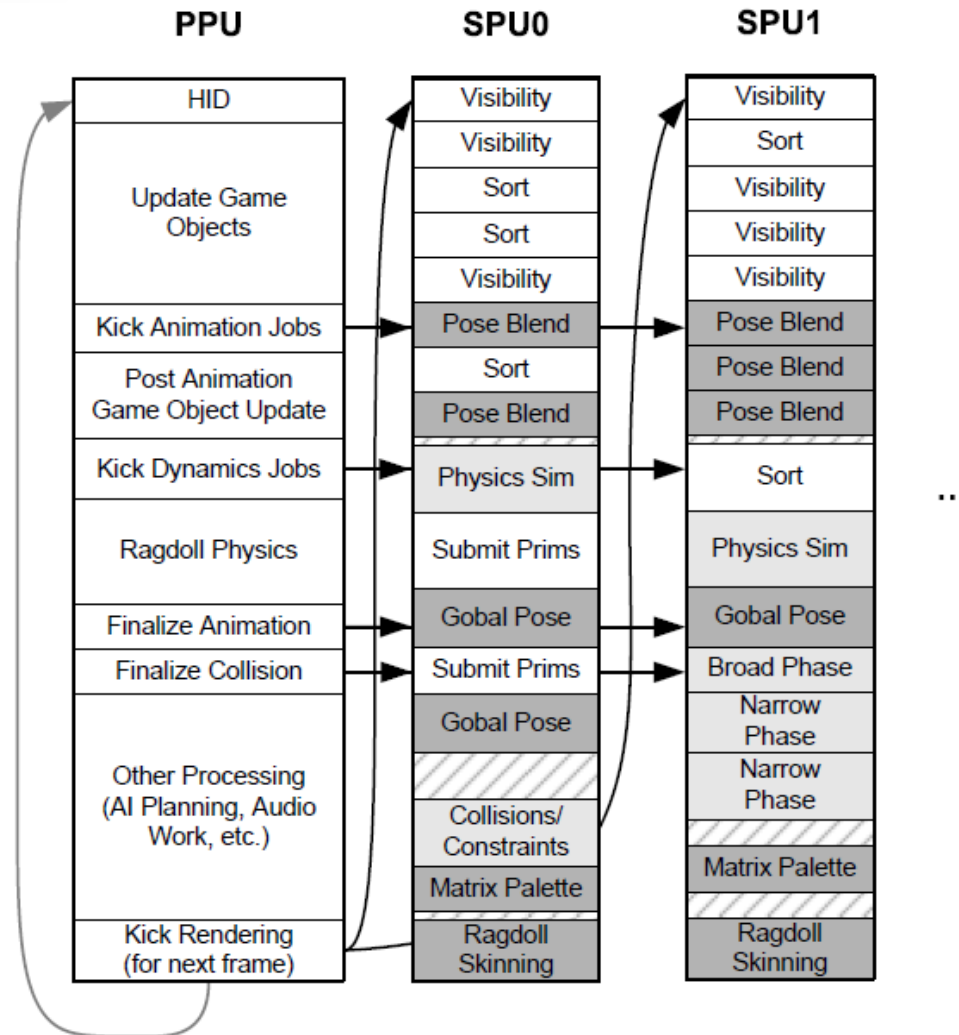 PPU
HID
Update Game
Objects
Kick Animation Jobs
Post Animation
Game Object Update
Kick Dynamics Jobs
Ragdoll Physics
Finalize Animation
Finalize Collision
Other Processing
(AI Planning, Audio
Work, etc.)
Kick Rendering
(for next frame)
SPU0
Visibility
Visibility
Sort
Sort
Visibility
Pose Blend
Sort
Pose Blend
Physics Sim
Submit Prims
Gobal Pose
Submit Prims
Gobal Pose
Collisions/
Constraints
Matrix Palette
Ragdoll
Skinning
SPU1
Visibility
Sort
Visibility
Visibility
Visibility
Pose Blend
Pose Blend
Pose Blend
Sort
Physics Sim
Gobal Pose
Broad Phase
Narrow
Phase
Narrow
Phase
Matrix Palette
Ragdoll
Skinning
..